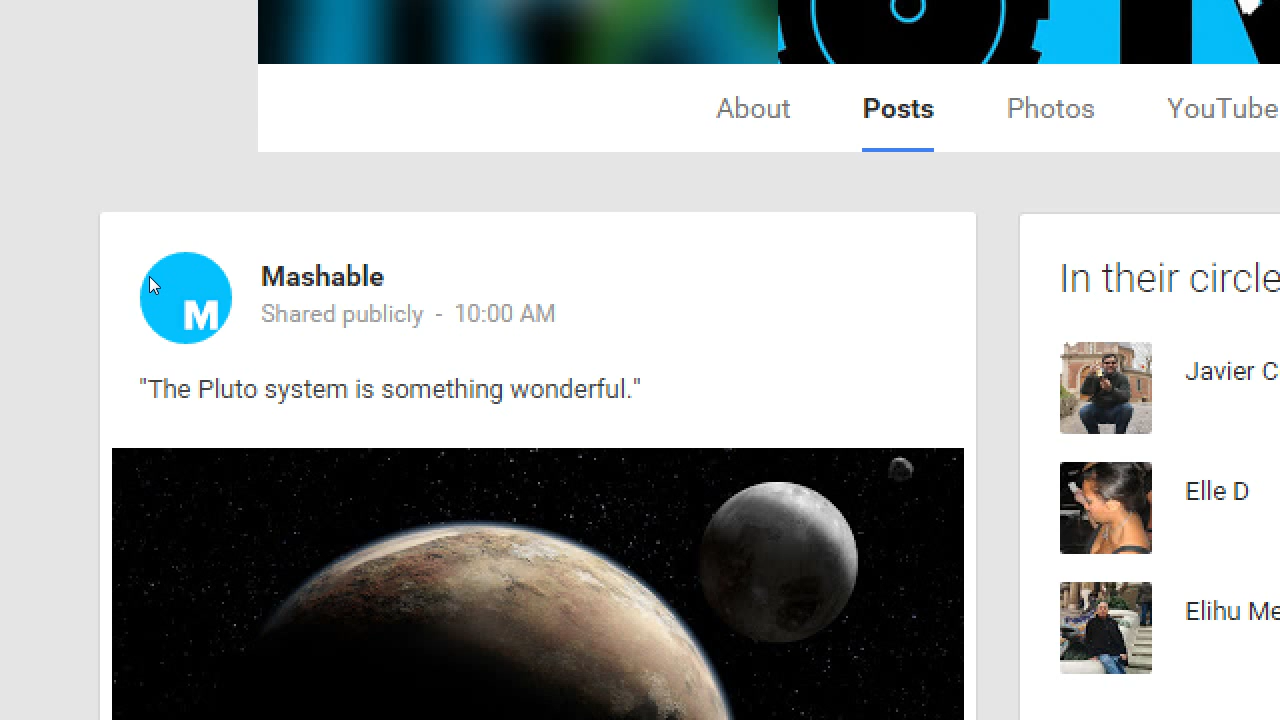 About Posts Photos YouTube
M
Mashable
Shared publicly - 10:00 AM
"The Pluto system is something wonderful."
In their circle
Javier C
Elle D
Elihu Me